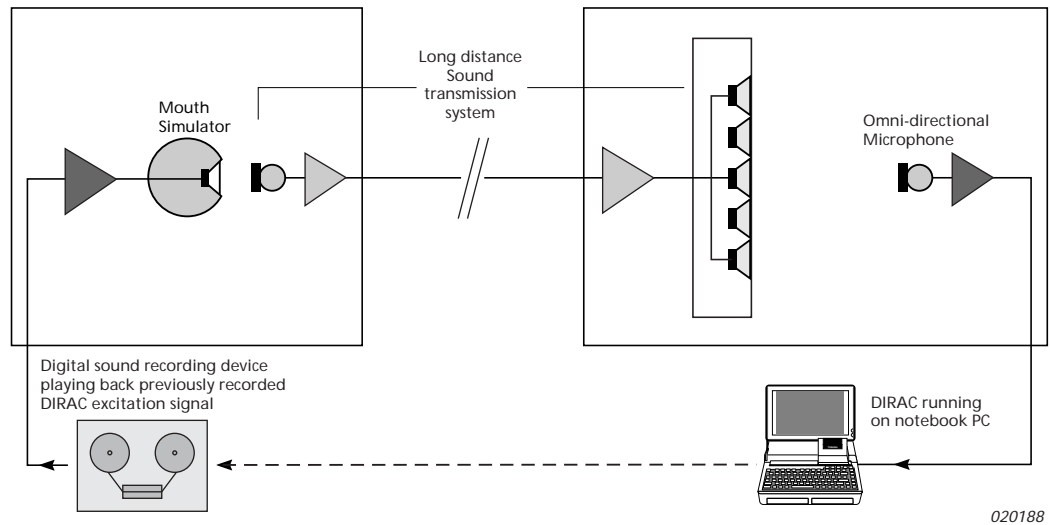 Long distance
Sound
transmission
system
Mouth
Simulator
Omni-directional
Microphone
Digital sound recording device
playing back previously recorded
DIRAC excitation signal
DIRAC running
on notebook PC
020188